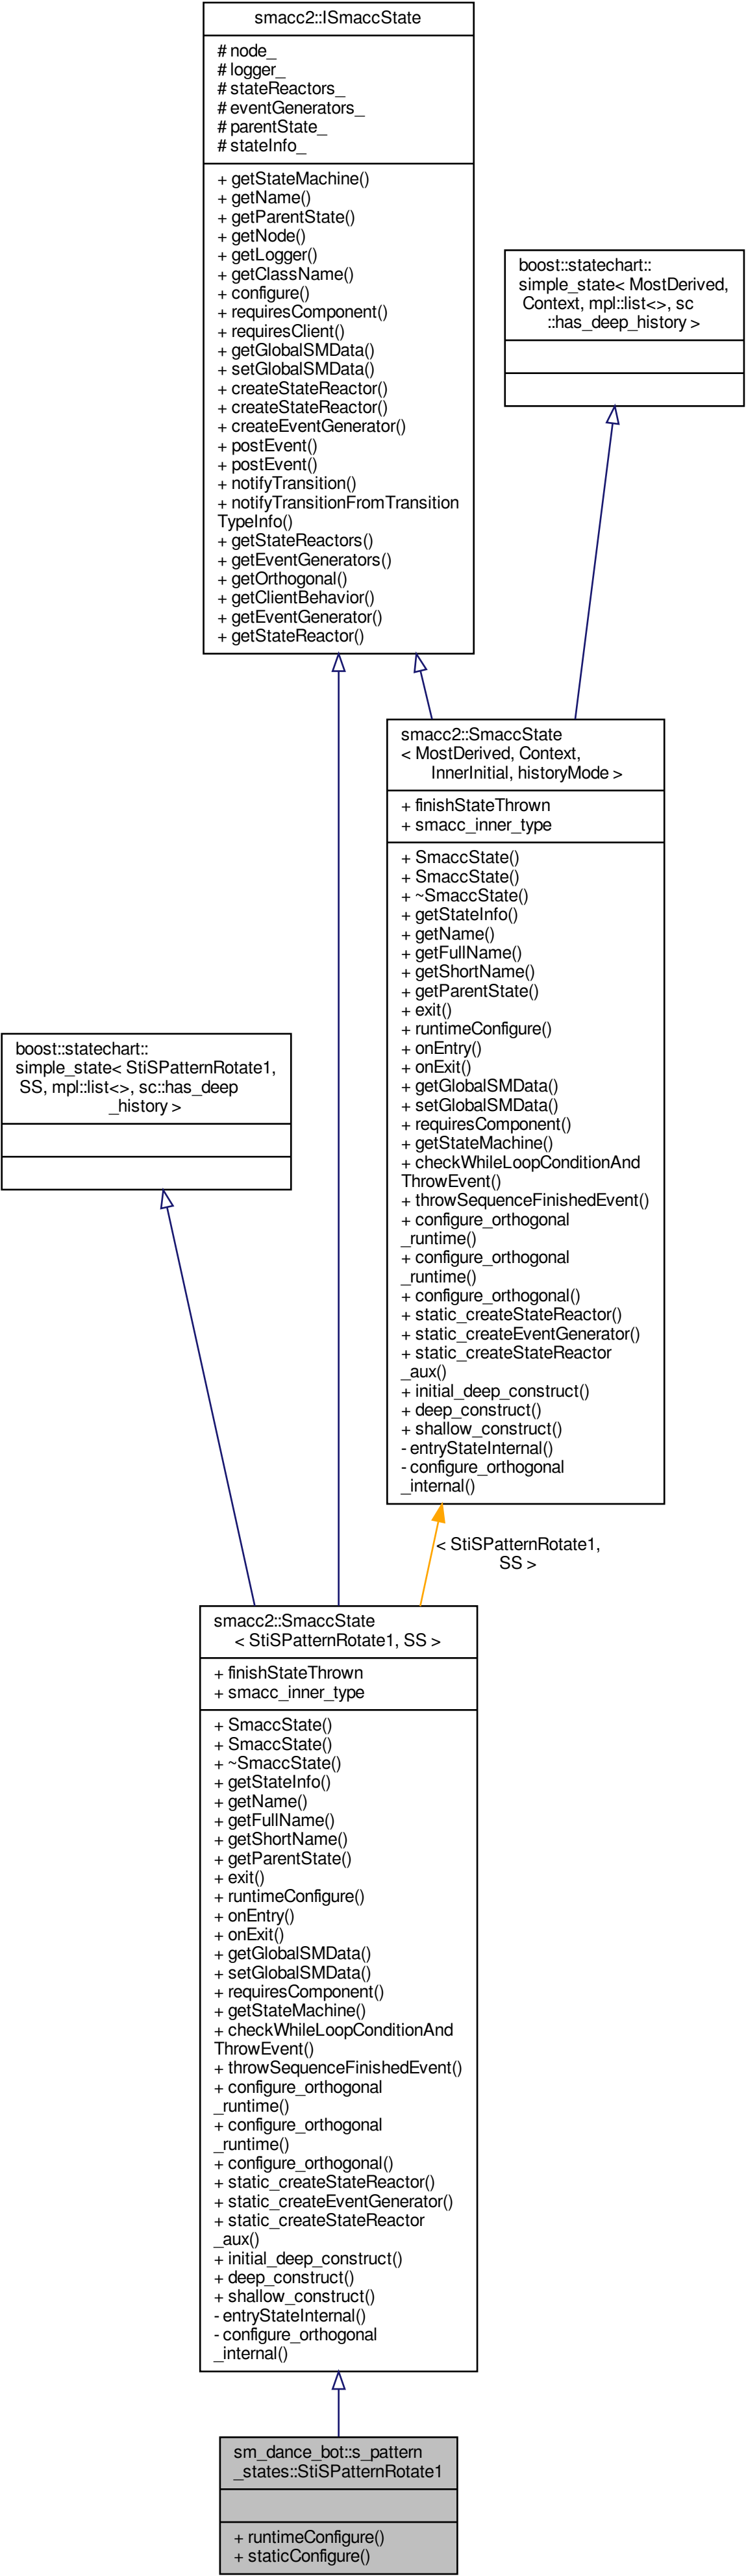 smacc2::ISmaccState
# node_
# logger_
# stateReactors_
# eventGenerators_
# parentState_
# stateInfo_
+ getStateMachine()
+ getName()
+ getParentState()
+ getNode()
+ getLogger()
+ getClassName()
+ configure()
+ requiresComponent()
+ requiresClient()
+ getGlobalSMData()
+ setGlobalSMData()
+ createStateReactor()
+ createStateReactor()
+ createEventGenerator()
+ postEvent()
+ postEvent()
+ notifyTransition()
+ notifyTransitionFromTransition
TypeInfo()
+ getStateReactors()
+ getEventGenerators()
+ getOrthogonal()
+ getClientBehavior()
+ getEventGenerator()
+ getStateReactor()
boost::statechart::
simple_state< MostDerived,
Context, mpl::list<>, sc
::has_deep_history >
smacc2::SmaccState
< MostDerived, Context,
InnerInitial, historyMode >
+ finishStateThrown
+ smacc_inner_type
+ SmaccState()
+ SmaccState()
+ ~SmaccState()
+ getStateInfo()
+ getName()
+ getFullName()
+ getShortName()
+ getParentState()
+ exit()
+ runtimeConfigure()
+ onEntry()
+ onExit()
+ getGlobalSMData()
+ setGlobalSMData()
+ requiresComponent()
+ getStateMachine()
+ checkWhileLoopConditionAnd
ThrowEvent()
+ throwSequenceFinishedEvent()
+ configure_orthogonal
_runtime()
+ configure_orthogonal
_runtime()
+ configure_orthogonal()
+ static_createStateReactor()
+ static_createEventGenerator()
+ static_createStateReactor
_aux()
+ initial_deep_construct()
+ deep_construct()
+ shallow_construct()
- entryStateInternal()
- configure_orthogonal
_internal()
boost::statechart::
simple_state< StiSPatternRotate1,
SS, mpl::list<>, sc::has_deep
_history >
< StiSPatternRotate1,
SS >
smacc2::SmaccState
< StiSPatternRotate1, SS >
+ finishStateThrown
+ smacc_inner_type
+ SmaccState()
+ SmaccState()
+ ~SmaccState()
+ getStateInfo()
+ getName()
+ getFullName()
+ getShortName()
+ getParentState()
+ exit()
+ runtimeConfigure()
+ onEntry()
+ onExit()
+ getGlobalSMData()
+ setGlobalSMData()
+ requiresComponent()
+ getStateMachine()
+ checkWhileLoopConditionAnd
ThrowEvent()
+ throwSequenceFinishedEvent()
+ configure_orthogonal
_runtime()
+ configure_orthogonal
_runtime()
+ configure_orthogonal()
+ static_createStateReactor()
+ static_createEventGenerator()
+ static_createStateReactor
_aux()
+ initial_deep_construct()
+ deep_construct()
+ shallow_construct()
- entryStateInternal()
- configure_orthogonal
_internal()
sm_dance_bot::s_pattern
_states::StiSPatternRotate1
+ runtimeConfigure()
+ staticConfigure()